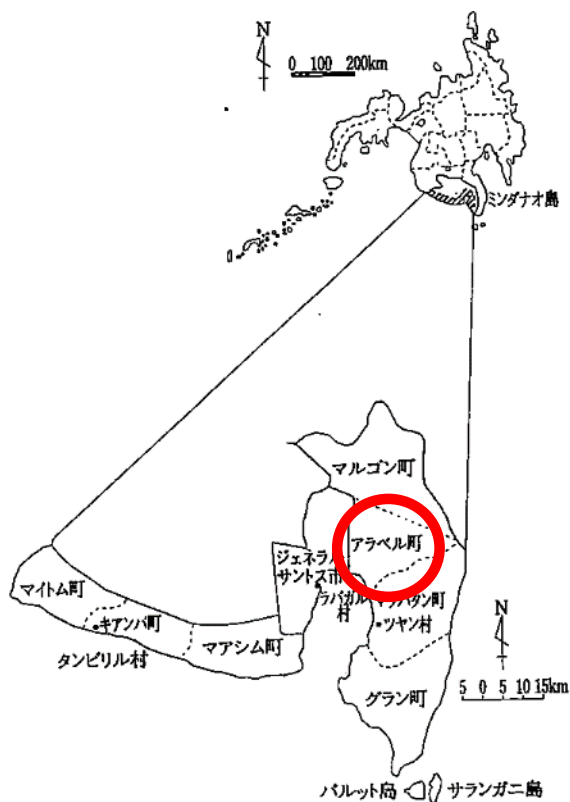 N
0 100 200km
ミンダナオ島
マルゴン町
アラベル町
ジェネラル
サントス市
ラバガル
村
ツヤン村
マイトム町
キアンバ町
マアシム町
タンビリル村
グラン町
N
5 0 5 10 15km
バルット島
サランガニ島